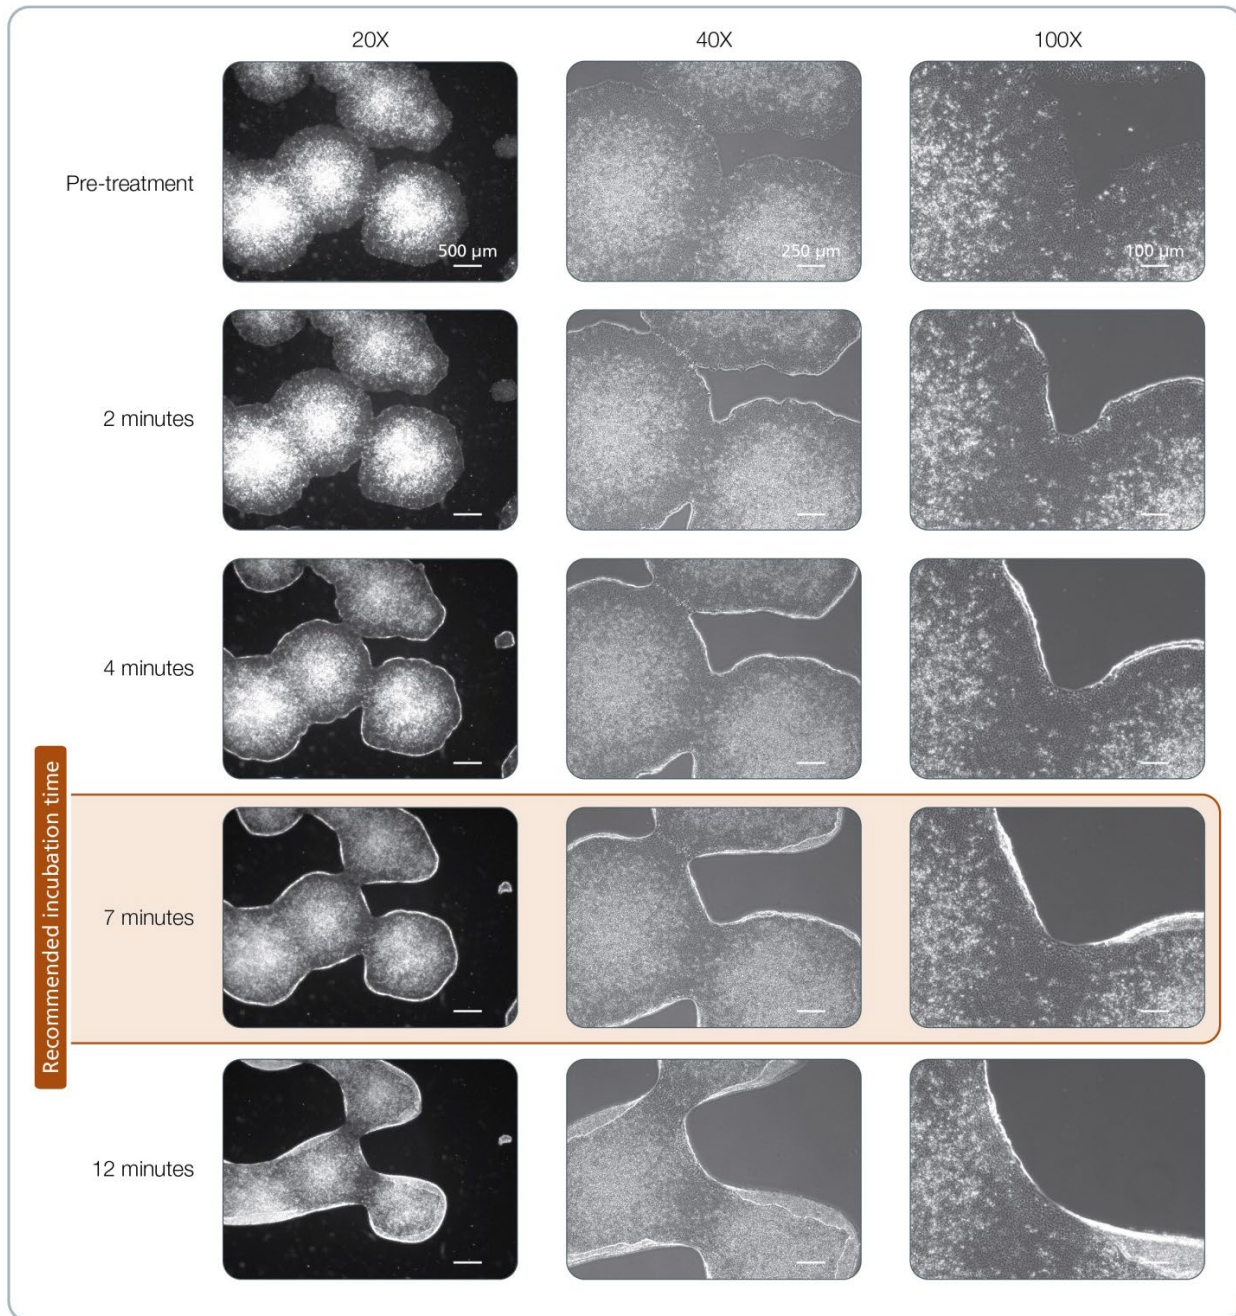 20X
40X
100X
Pre-treatment
500 µm
250 µm
100 µm
2 minutes
4 minutes
Recommended incubation time
7 minutes
12 minutes